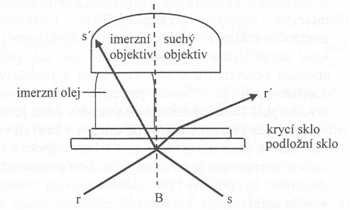 s´
imerzní suchý
objektiv objektiv
imerzní olej
r´
krycí sklo
podložní sklo
r B s